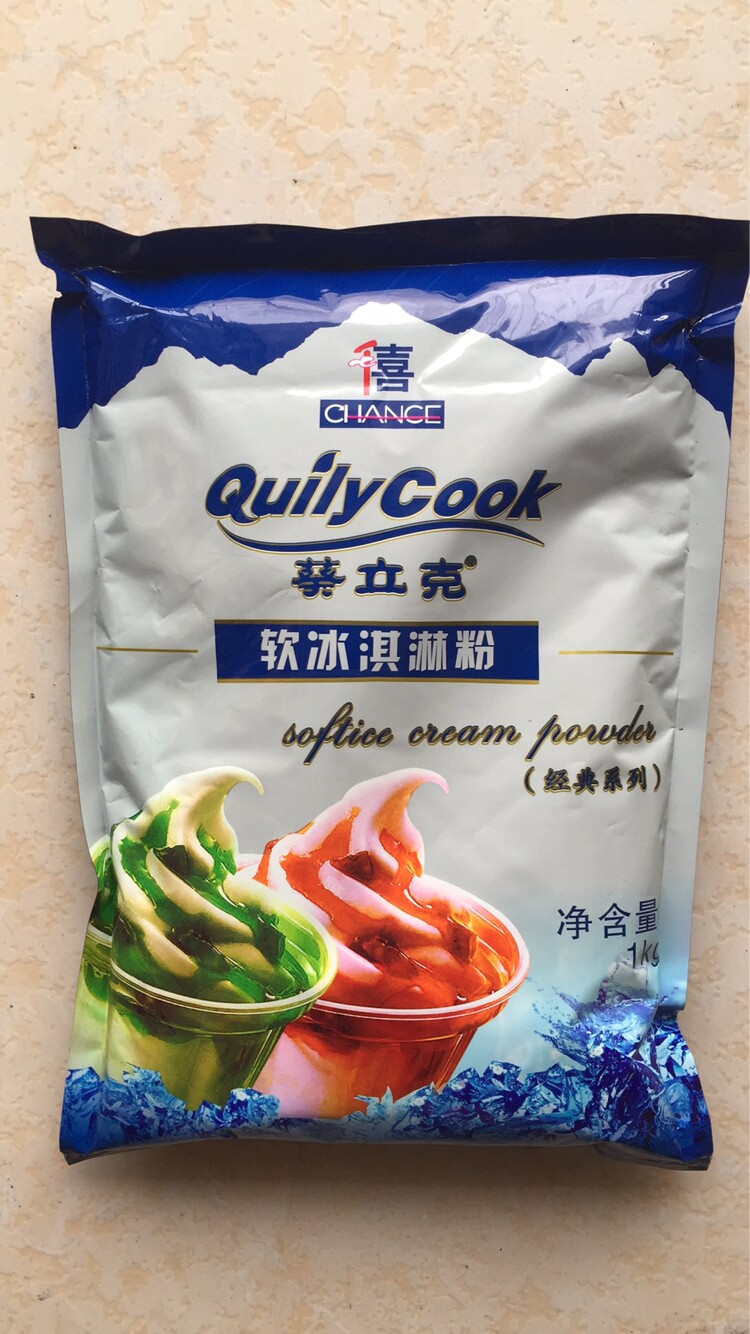 千禧
CHANCE
QuilyCook
葵立克®
软冰淇淋粉
softice cream powder
（经典系列）
净含量
1kg